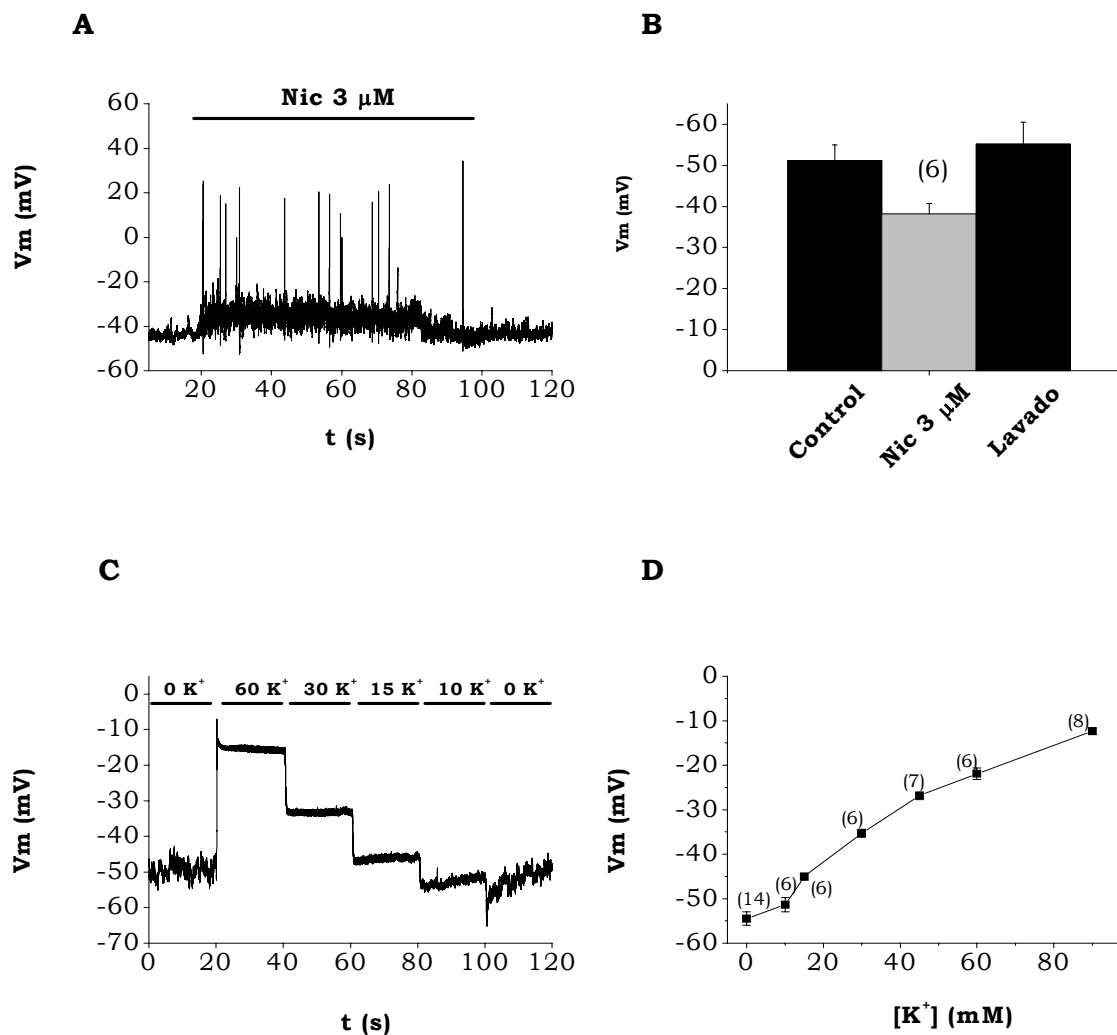 A
Nic 3 μM
60
40
20
0
-20
-40
-60
Vm (mV)
20 40 60 80 100 120
t (s)
B
-60
-50
-40
-30
-20
-10
0
Vm (mV)
(6)
Control
Nic 3 μM
Lavado
C
0 K+ 60 K+ 30 K+ 15 K+ 10 K+ 0 K+
0
-10
-20
-30
-40
-50
-60
-70
Vm (mV)
0 20 40 60 80 100 120
t (s)
D
0
-10
-20
-30
-40
-50
-60
Vm (mV)
(14)
(6)
(6)
(6)
(7)
(6)
(8)
0 20 40 60 80
[K+] (mM)